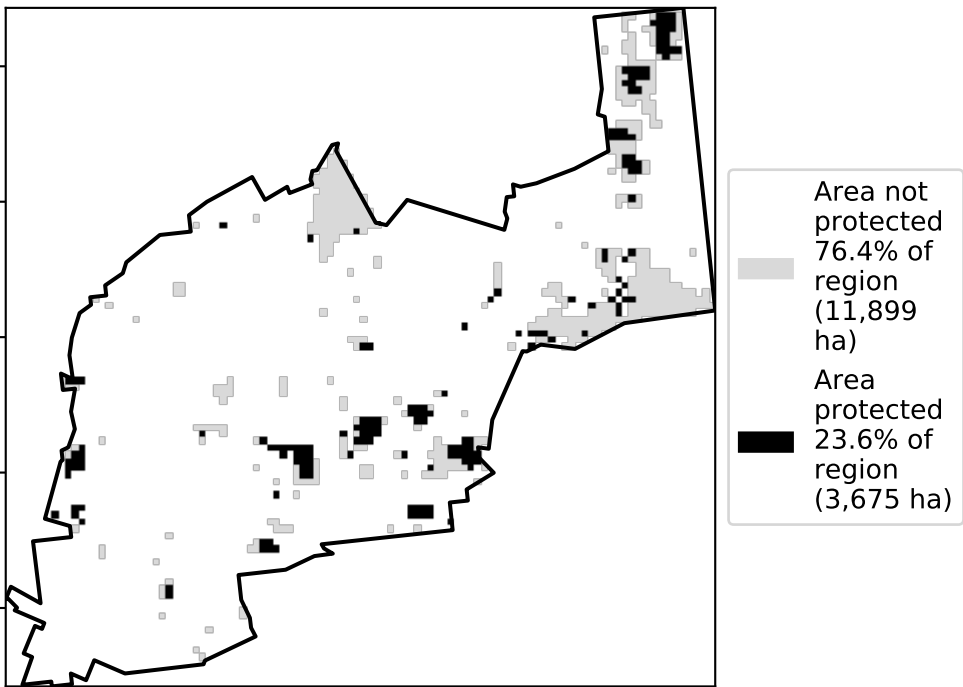 Area not
protected
76.4% of
region
(11,899
ha)
Area
protected
23.6% of
region
(3,675 ha)